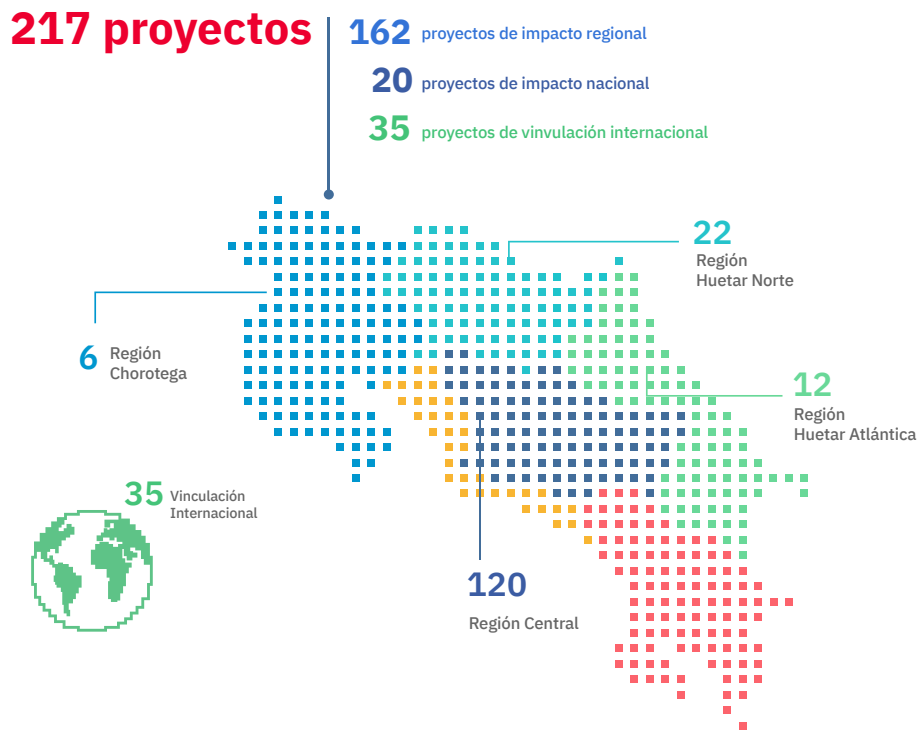 217 proyectos
162 proyectos de impacto regional
20 proyectos de impacto nacional
35 proyectos de vinvulación internacional
22
Región
Huetar Norte
6 Región
Chorotega
12
Región
Huetar Atlántica
35 Vinculación
Internacional
120
Región Central